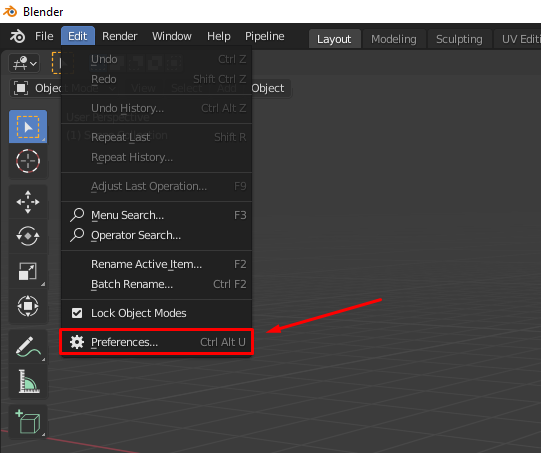 Blender
File Edit Render Window Help Pipeline Layout Modeling Sculpting UV Editi
Undo Ctrl Z
Redo Shift Ctrl Z
Object
Undo History... Ctrl Alt Z
User Perspective
Repeat Last Shift R
Repeat History...
Adjust Last Operation... F9
Menu Search... F3
Operator Search...
Rename Active Item... F2
Batch Rename... Ctrl F2
Lock Object Modes
Preferences... Ctrl Alt U